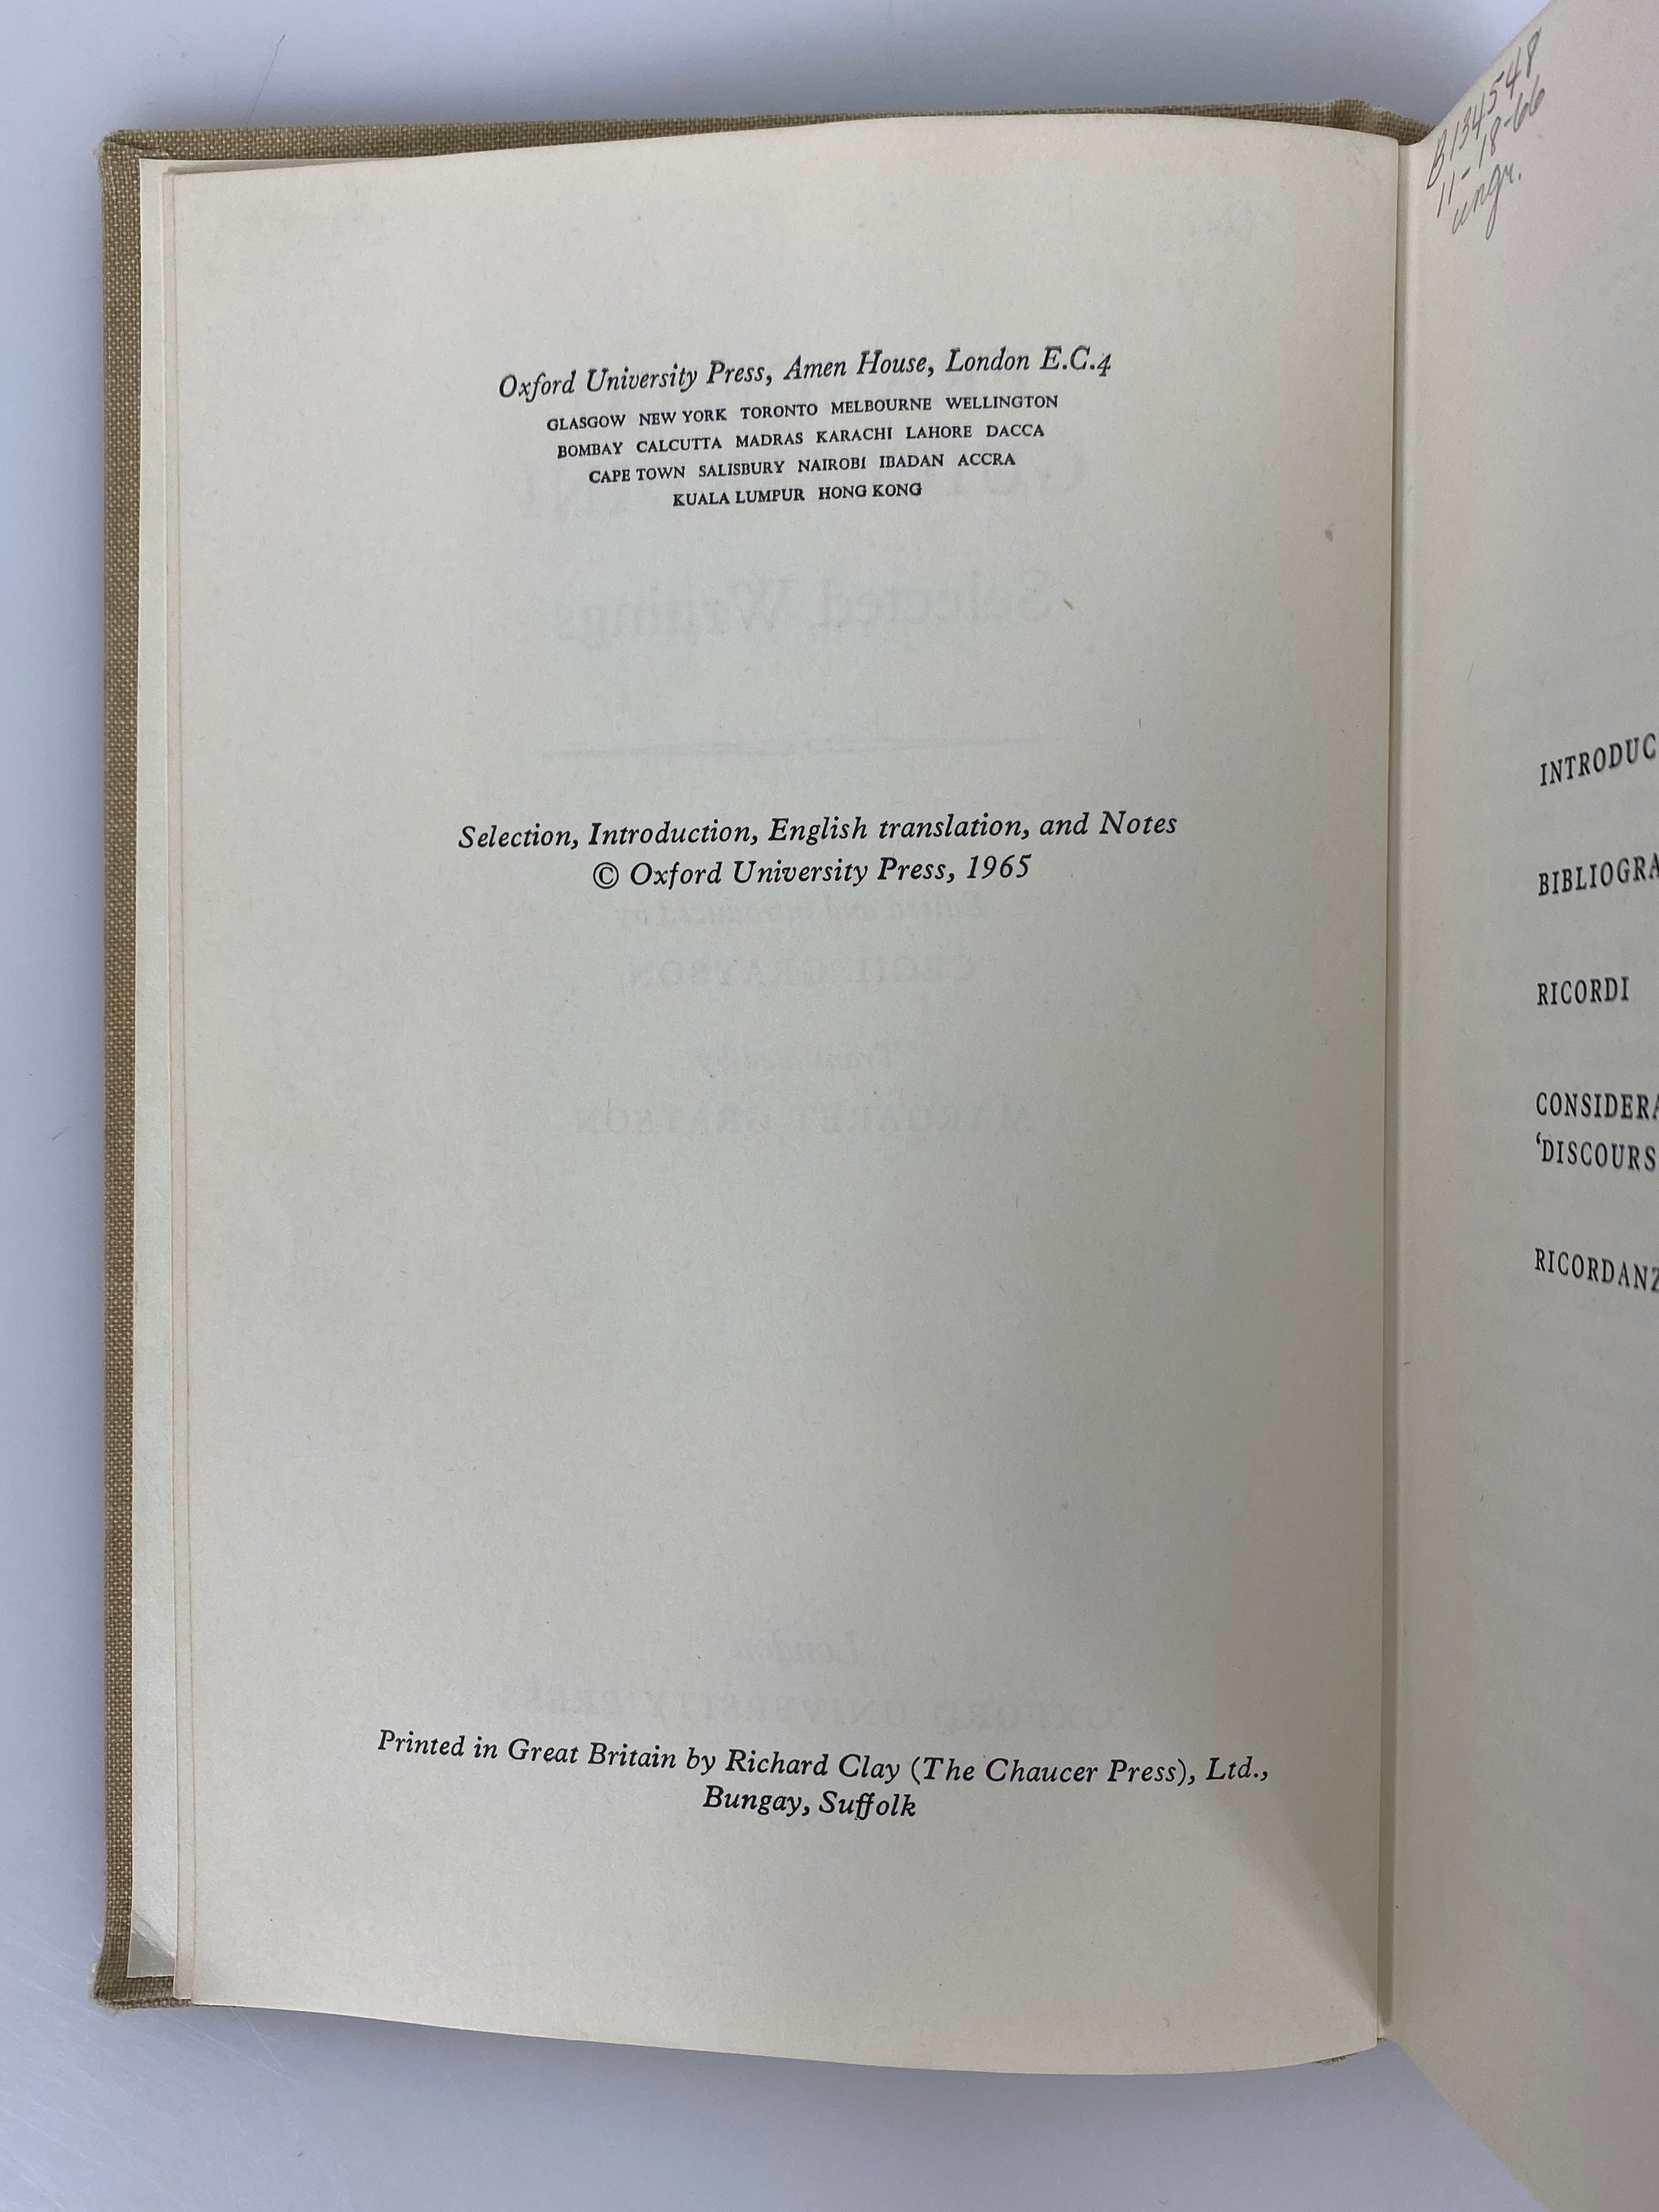 Oxford University Press, Amen House, London E.C.4
GLASGOW NEW YORK TORONTO MELBOURNE WELLINGTON
BOMBAY CALCUTTA MADRAS KARACHI LAHORE DACCA
CAPE TOWN SALISBURY NAIROBI IBADAN ACCRA
KUALA LUMPUR HONG KONG
Selection, Introduction, English translation, and Notes
© Oxford University Press, 1965
Printed in Great Britain by Richard Clay (The Chaucer Press), Ltd.,
Bungay, Suffolk
B134548
11-18-66
ungr.
INTRODUC
BIBLIOGRA
RICORDI
CONSIDERA
‘DISCOURS
RICORDANZ